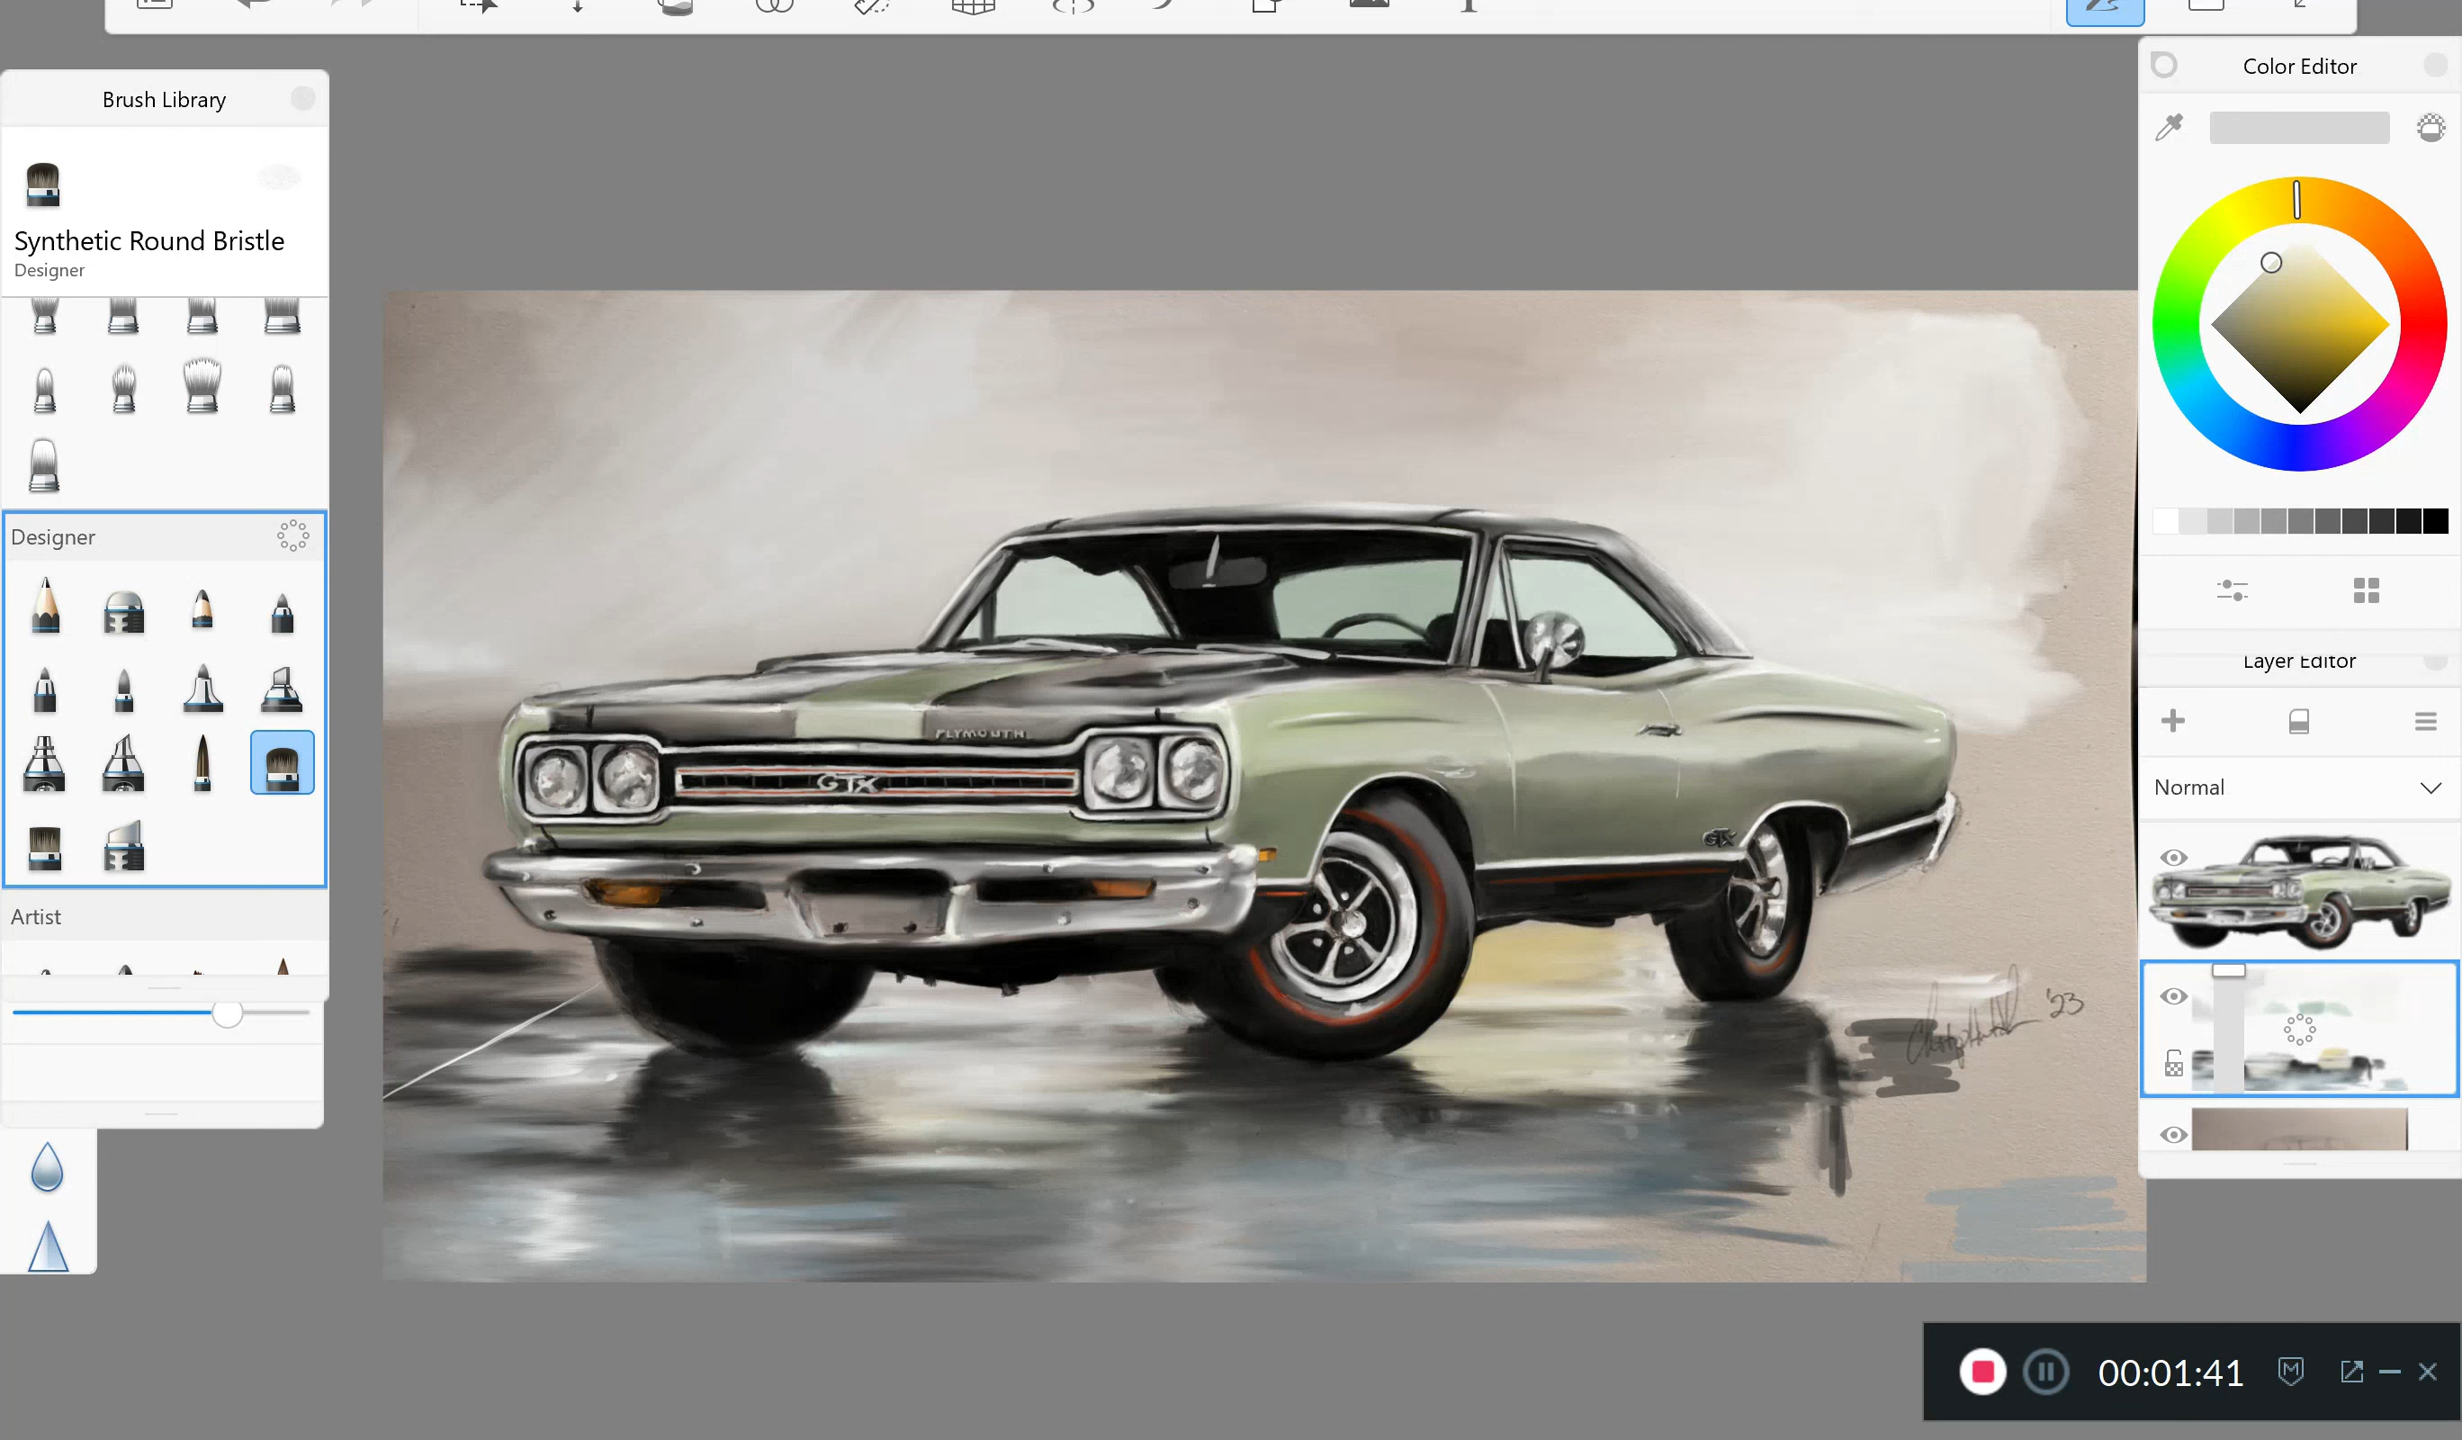 Brush Library
Synthetic Round Bristle
Designer
Designer
Artist
PLYMOUTH
GTX
GTX
'23
Color Editor
Layer Editor
Normal
00:01:41